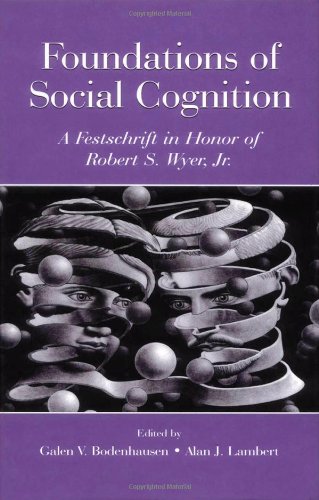 Foundations of
Social Cognition
A Festschrift in Honor of
Robert S. Wyer, Jr.
Edited by
Galen V. Bodenhausen • Alan J. Lambert